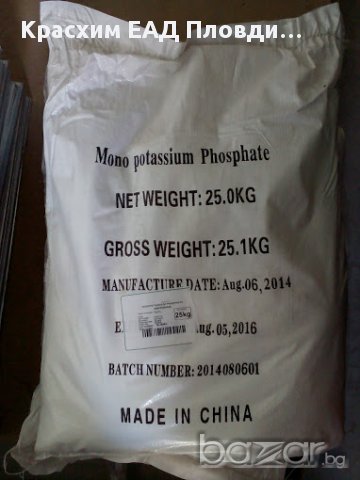 Красхим ЕАД Пловди...
Mono potassium Phosphate
NET WEIGHT: 25.0KG
GROSS WEIGHT: 25.1KG
MANUFACTURE DATE: Aug.06, 2014
25kg
E Aug.05, 2016
BATCH NUMBER: 2014080601
MADE IN CHINA
bazar.bg